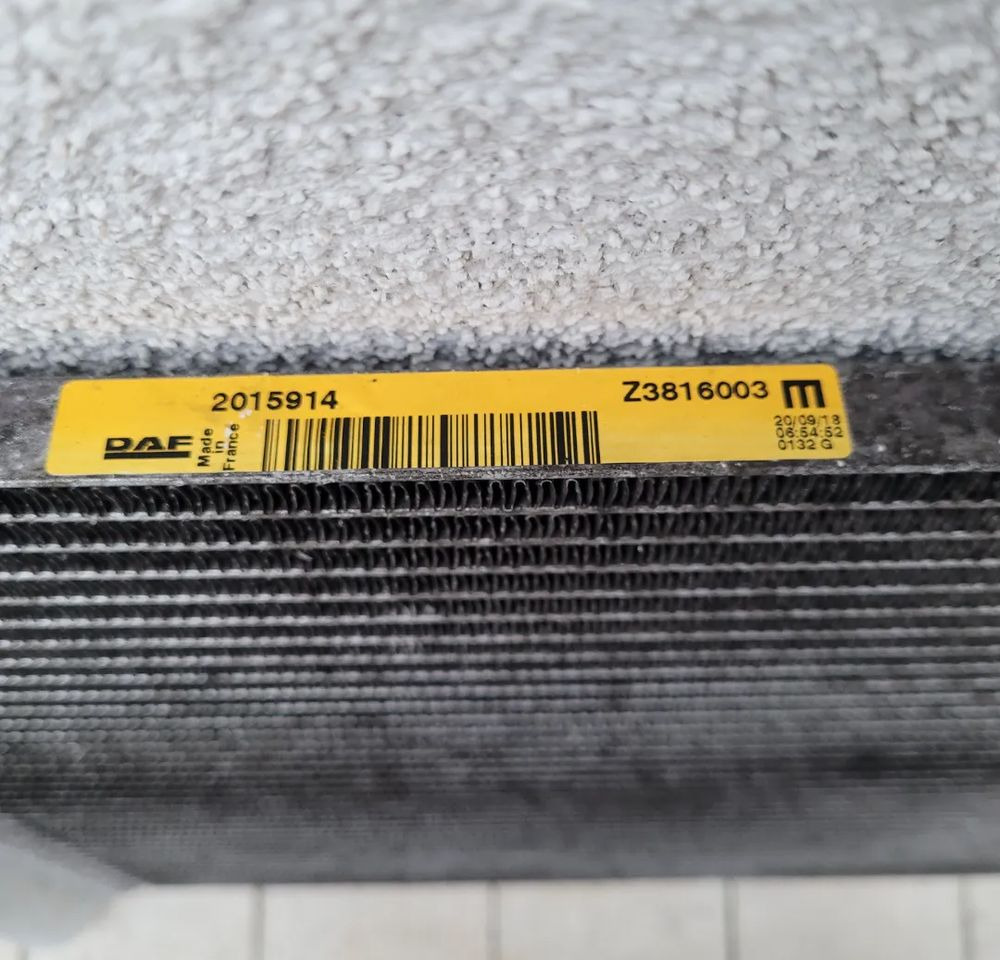 2015914
DAF
Made
in
France
Z3816003
20/09/18
06:54:52
0132 G